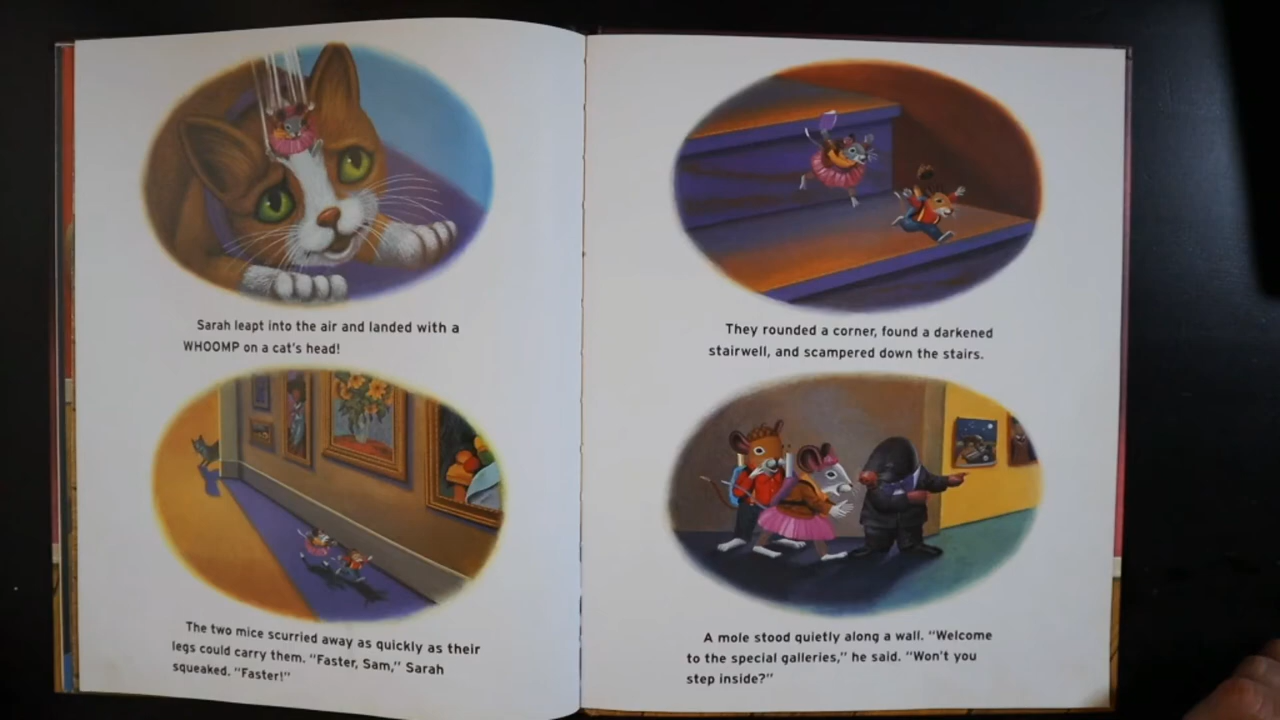 Sarah leapt into the air and landed with a
WHOOMP on a cat's head!
The two mice scurried away as quickly as their
legs could carry them. "Faster, Sam," Sarah
squeaked. "Faster!"
They rounded a corner, found a darkened
stairwell, and scampered down the stairs.
A mole stood quietly along a wall. "Welcome
to the special galleries," he said. "Won't you
step inside?"